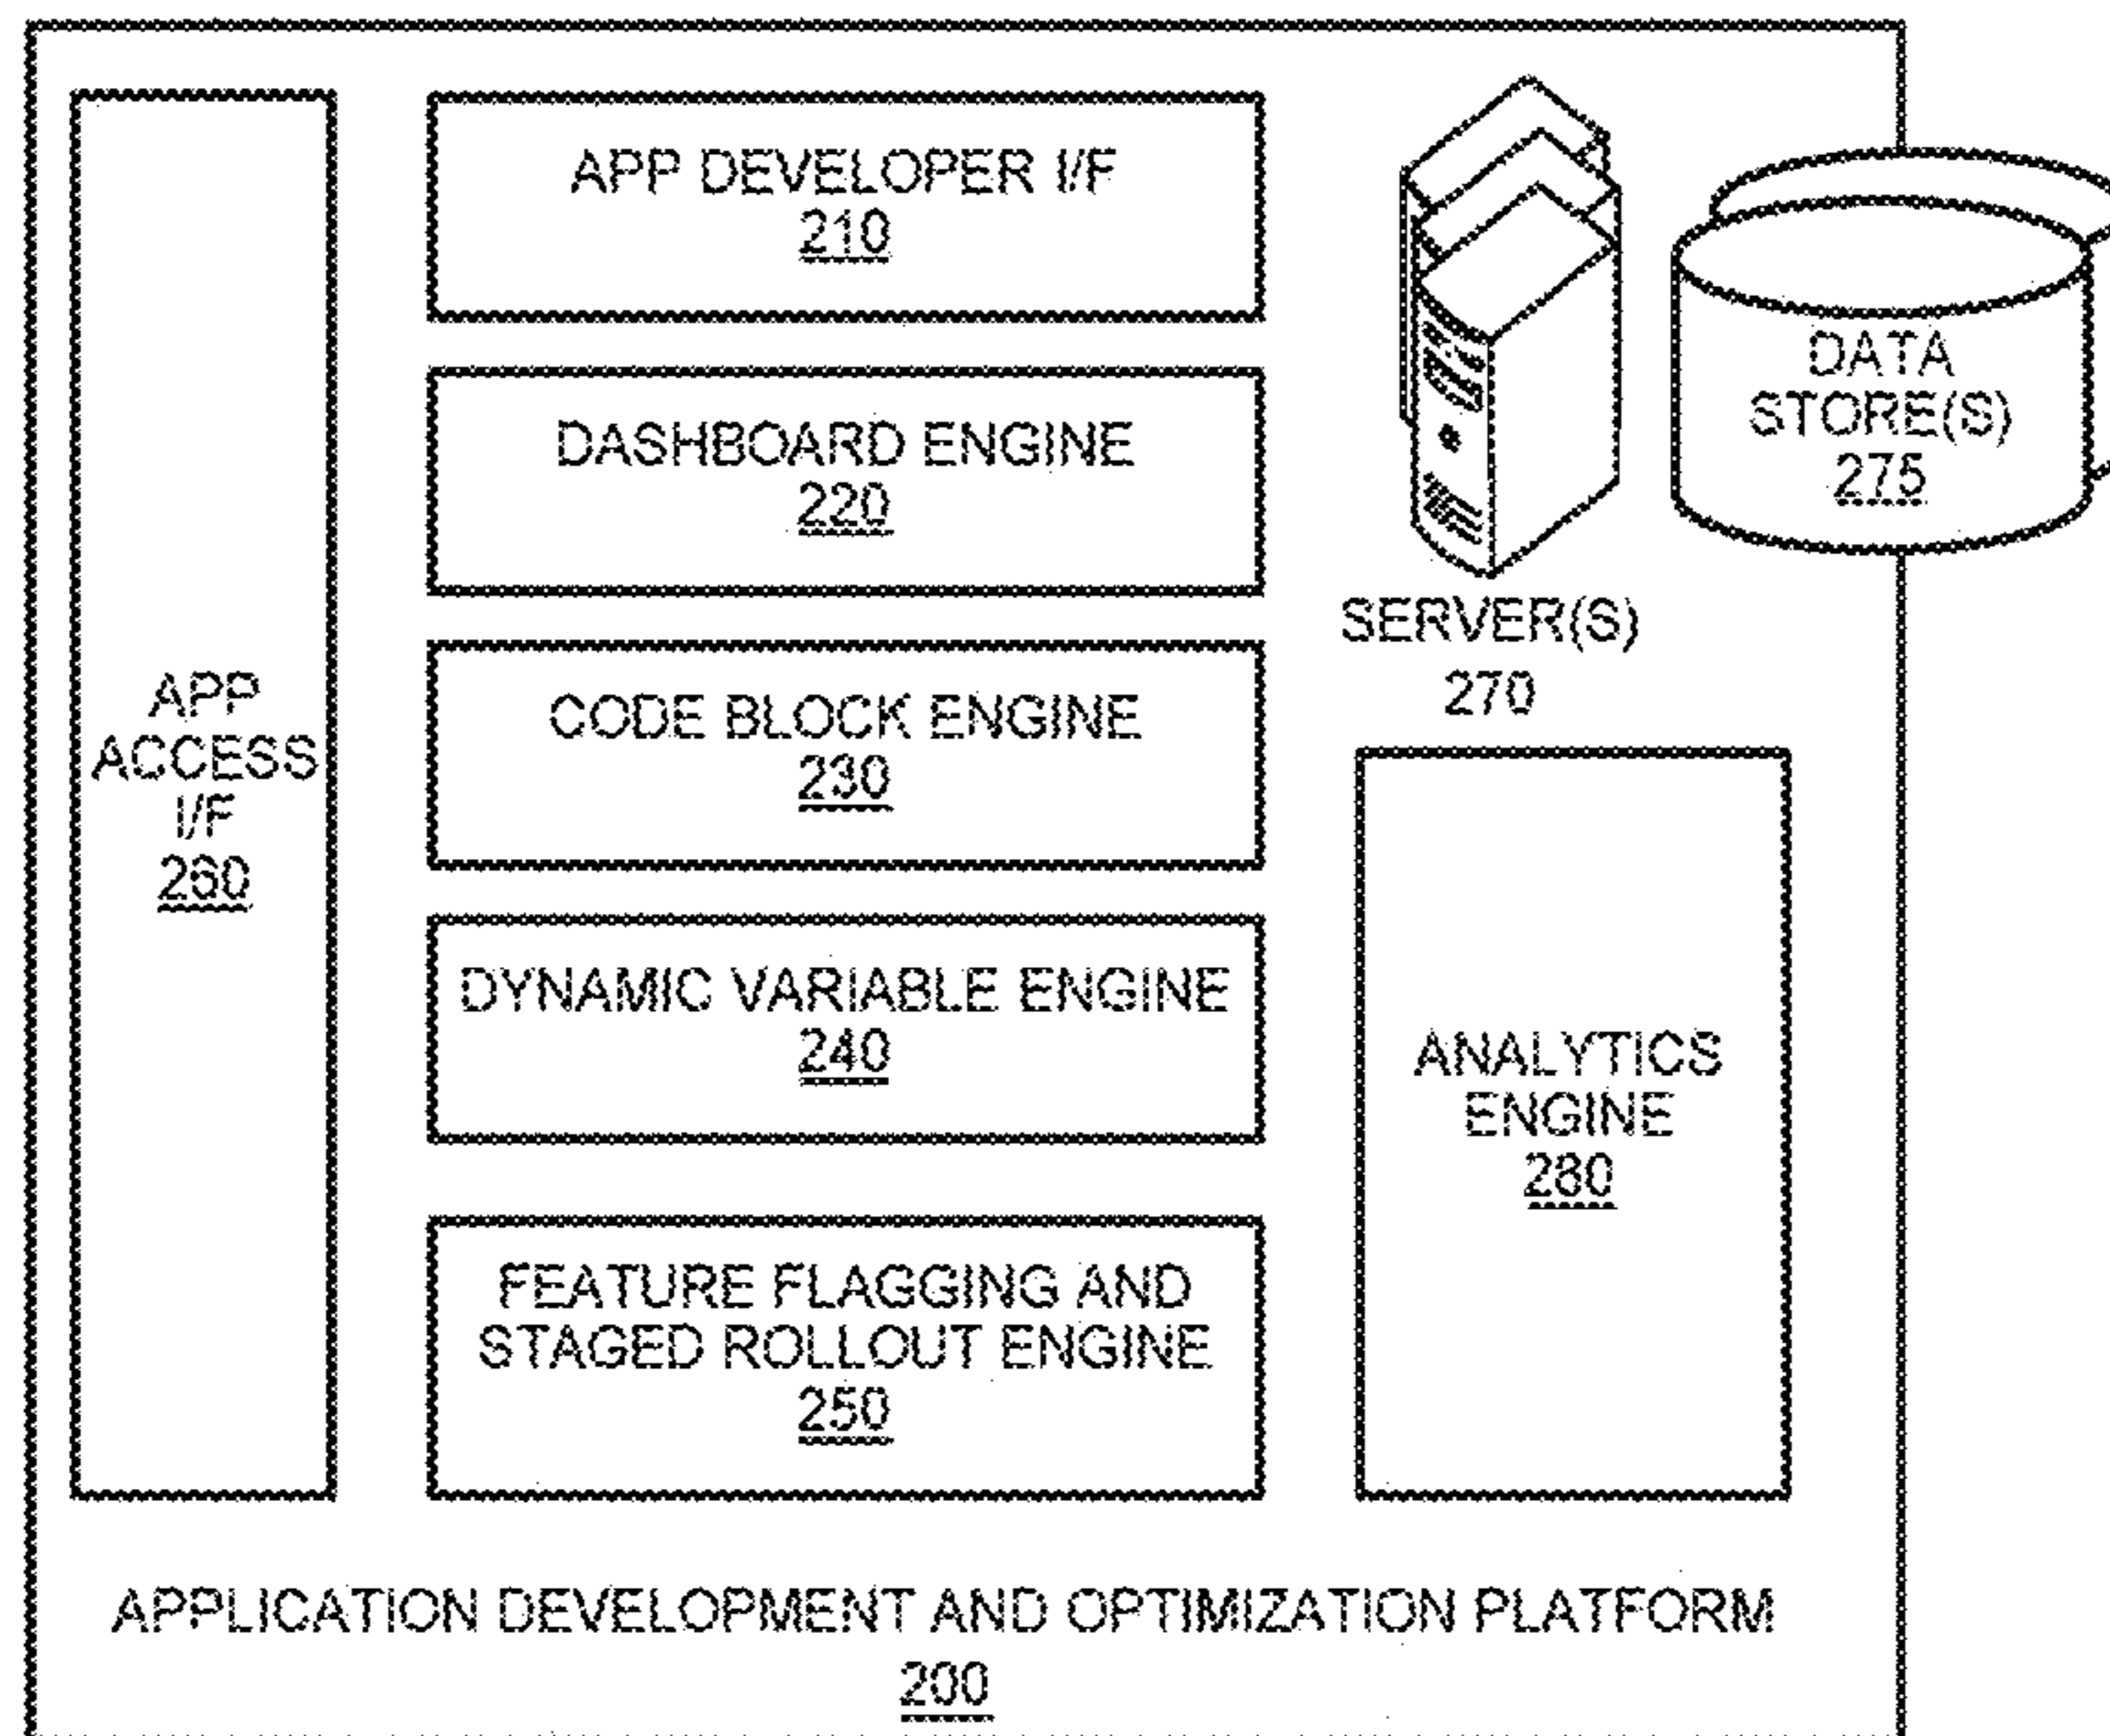 APP DEVELOPER I/F
210
DASHBOARD ENGINE
220
CODE BLOCK ENGINE
230
DYNAMIC VARIABLE ENGINE
240
FEATURE FLAGGING AND
STAGED ROLLOUT ENGINE
250
APP
ACCESS
I/F
260
SERVER(S)
270
DATA
STORE(S)
275
ANALYTICS
ENGINE
280
APPLICATION DEVELOPMENT AND OPTIMIZATION PLATFORM
200